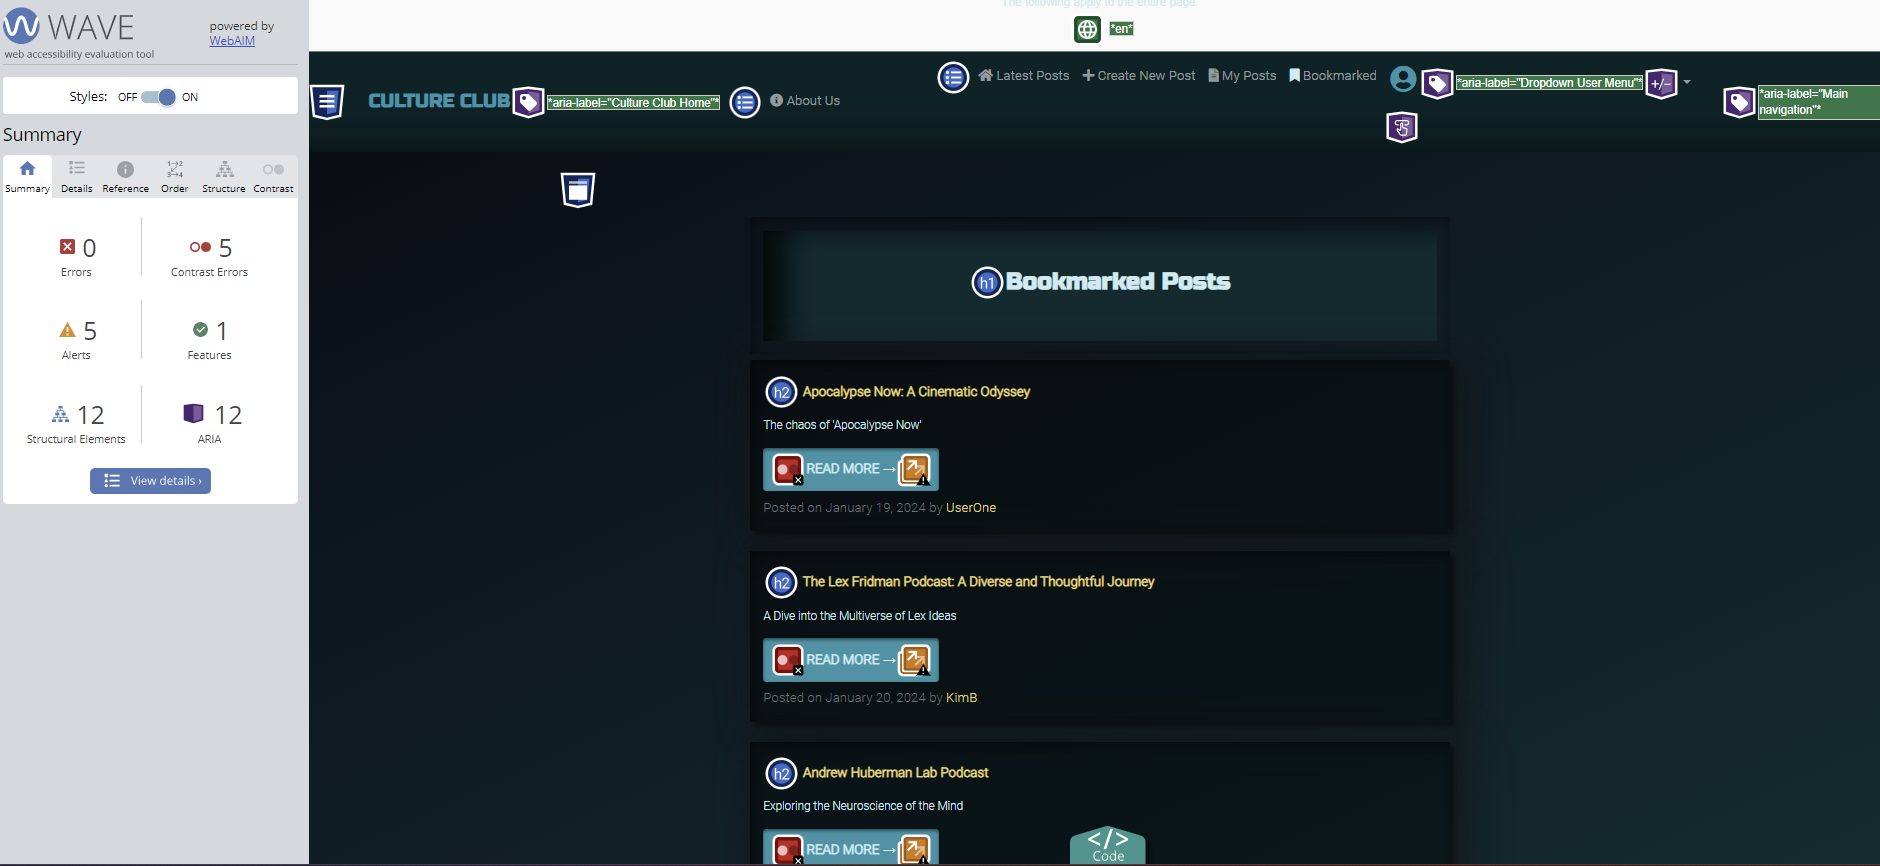 WAVE
web accessibility evaluation tool
powered by
WebAIM
Styles: OFF ON
Summary
Summary Details Reference Order Structure Contrast
0 Errors
5 Contrast Errors
5 Alerts
1 Features
12 Structural Elements
12 ARIA
View details ›
The following apply to the entire page:
*en*
CULTURE CLUB *aria-label="Culture Club Home"* About Us
Latest Posts Create New Post My Posts Bookmarked *aria-label="Dropdown User Menu"* +/−
*aria-label="Main
navigation"*
h1 Bookmarked Posts
h2 Apocalypse Now: A Cinematic Odyssey
The chaos of 'Apocalypse Now'
READ MORE →
Posted on January 19, 2024 by UserOne
h2 The Lex Fridman Podcast: A Diverse and Thoughtful Journey
A Dive into the Multiverse of Lex Ideas
READ MORE →
Posted on January 20, 2024 by KimB
h2 Andrew Huberman Lab Podcast
Exploring the Neuroscience of the Mind
READ MORE →
</>
Code